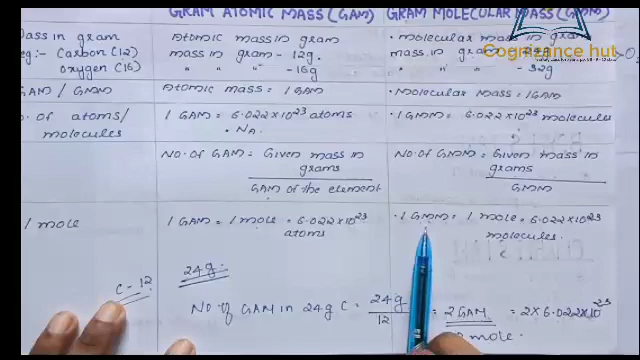 GRAM ATOMIC MASS (GAM) GRAM MOLECULAR MASS (GMM)
Mass in gram
eg:- Carbon (12)
oxygen (16)
Atomic mass in gram
mass in gram - 12g
" " " - 16g
• molecular mass in gram
mass in gram
• " " " - 32g
Cognizance hut
GAM / GMM
Atomic mass = 1 GAM
• Molecular Mass = 1 GAM
No. of atoms/
molecules
1 GAM = 6.022 × 10²³ atoms
• NA.
• 1 GMM = 6.022 × 10²³ molecules
No. of GAM = Given mass in
grams
GAM of the element
No. of GMM = Given mass in
grams
GMM
1 mole
1 GAM = 1 mole = 6.022 × 10²³
atoms
• 1 GMM = 1 mole = 6.022 × 10²³
molecules.
C - 12
24g.
No. of GAM in 24g C = 24g
12
= 2 GAM = 2 × 6.022 × 10²³
mole.